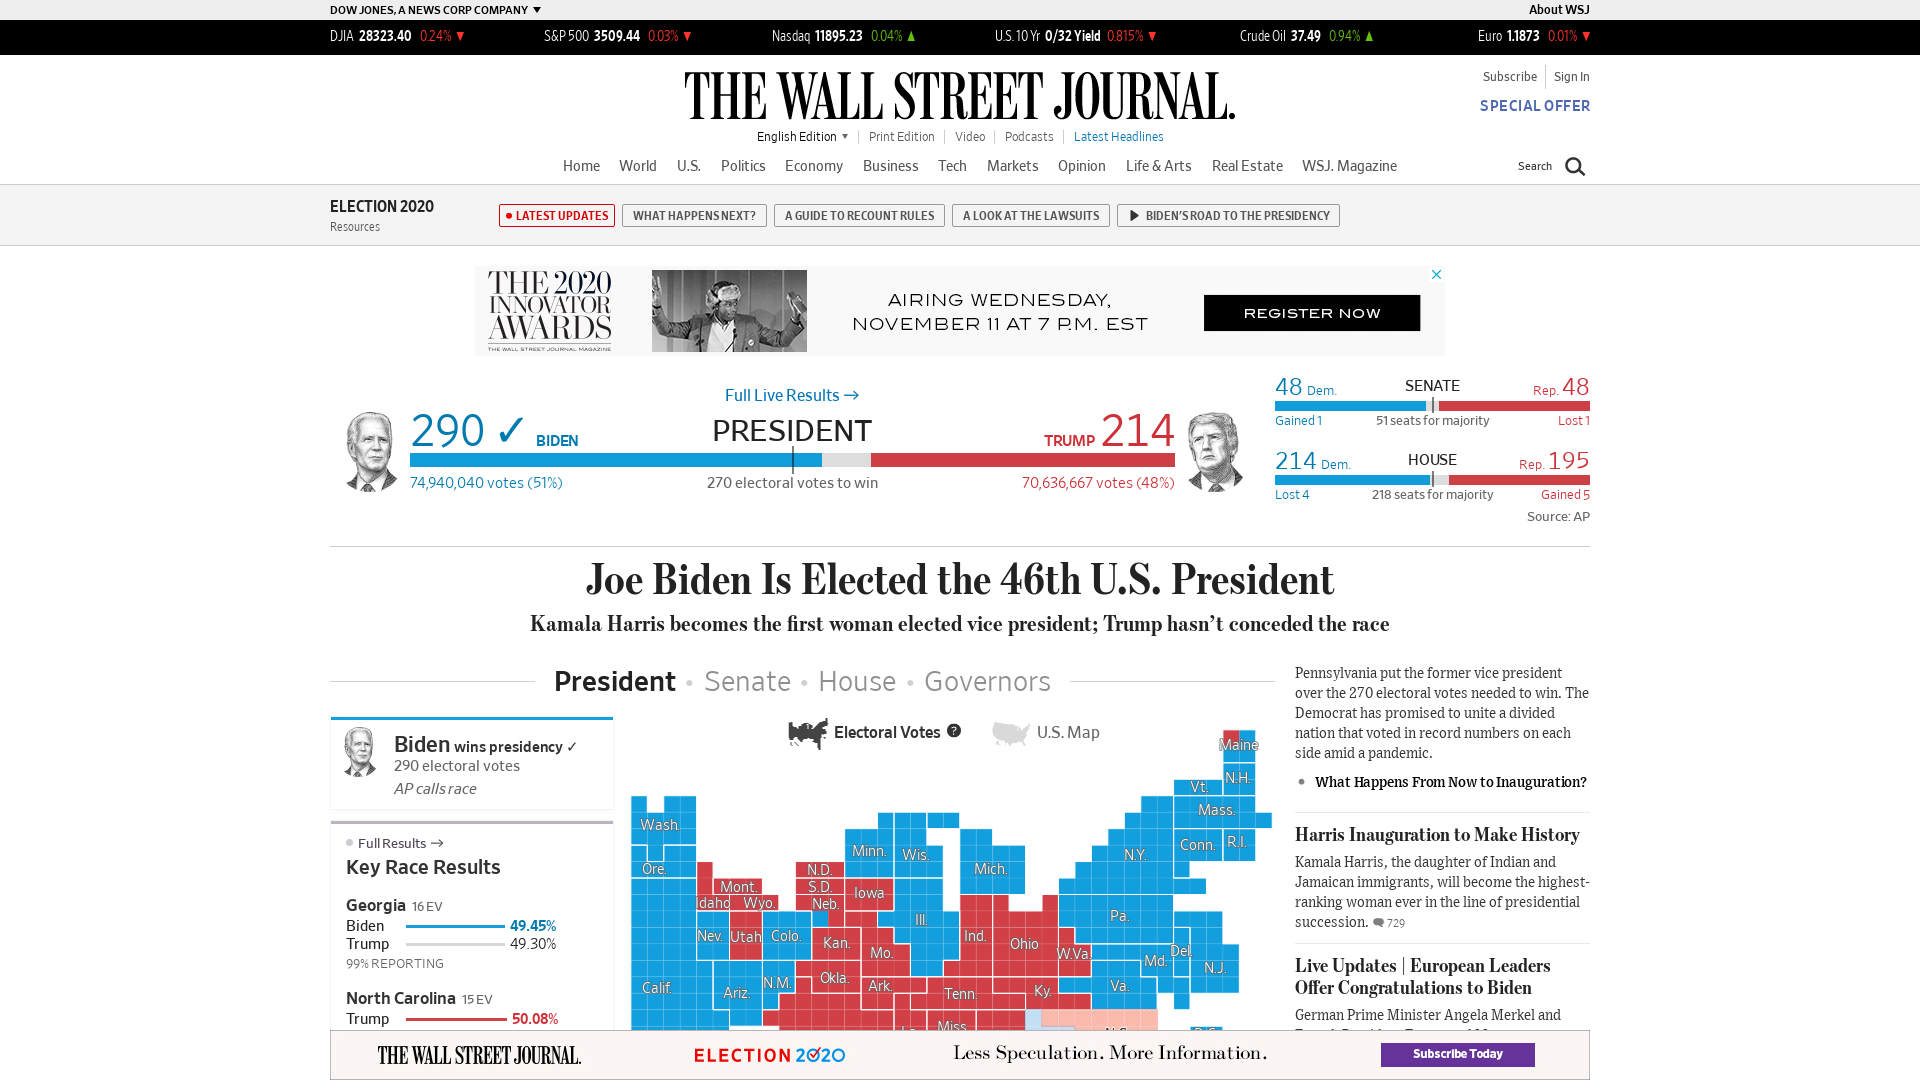 DOW JONES, A NEWS CORP COMPANY
About WSJ
DJIA 28323.40 0.24%
S&P 500 3509.44 0.03%
Nasdaq 11895.23 0.04%
U.S. 10 Yr 0/32 Yield 0.815%
Crude Oil 37.49 0.94%
Euro 1.1873 0.01%
Subscribe
Sign In
THE WALL STREET JOURNAL.
SPECIAL OFFER
English Edition
Print Edition
Video
Podcasts
Latest Headlines
Home World U.S. Politics Economy Business Tech Markets Opinion Life & Arts Real Estate WSJ. Magazine
Search
ELECTION 2020
Resources
LATEST UPDATES
WHAT HAPPENS NEXT?
A GUIDE TO RECOUNT RULES
A LOOK AT THE LAWSUITS
BIDEN'S ROAD TO THE PRESIDENCY
THE 2020
INNOVATOR
AWARDS
THE WALL STREET JOURNAL MAGAZINE
AIRING WEDNESDAY,
NOVEMBER 11 AT 7 P.M. EST
REGISTER NOW
Full Live Results →
290 ✓ BIDEN
PRESIDENT
TRUMP 214
74,940,040 votes (51%)
270 electoral votes to win
70,636,667 votes (48%)
48 Dem.
SENATE
Rep. 48
Gained 1
51 seats for majority
Lost 1
214 Dem.
HOUSE
Rep. 195
Lost 4
218 seats for majority
Gained 5
Source: AP
Joe Biden Is Elected the 46th U.S. President
Kamala Harris becomes the first woman elected vice president; Trump hasn't conceded the race
President • Senate • House • Governors
Biden wins presidency ✓
290 electoral votes
AP calls race
Full Results →
Key Race Results
Georgia 16 EV
Biden 49.45%
Trump 49.30%
99% REPORTING
North Carolina 15 EV
Trump 50.08%
Electoral Votes ?
U.S. Map
Maine
Vt.
N.H.
Wash.
Mass.
Minn.
Wis.
N.Y.
Conn.
R.I.
Ore.
N.D.
Mich.
Mont.
S.D.
Iowa
Idaho
Wyo.
Neb.
Ill.
Pa.
Nev.
Utah
Colo.
Kan.
Mo.
Ind.
Ohio
W.Va.
Md.
Del.
N.J.
Calif.
Ariz.
N.M.
Okla.
Ark.
Tenn.
Ky.
Va.
Miss.
Pennsylvania put the former vice president
over the 270 electoral votes needed to win. The
Democrat has promised to unite a divided
nation that voted in record numbers on each
side amid a pandemic.
• What Happens From Now to Inauguration?
Harris Inauguration to Make History
Kamala Harris, the daughter of Indian and
Jamaican immigrants, will become the highest-
ranking woman ever in the line of presidential
succession. 729
Live Updates | European Leaders
Offer Congratulations to Biden
German Prime Minister Angela Merkel and
THE WALL STREET JOURNAL.
ELECTION 2020
Less Speculation. More Information.
Subscribe Today